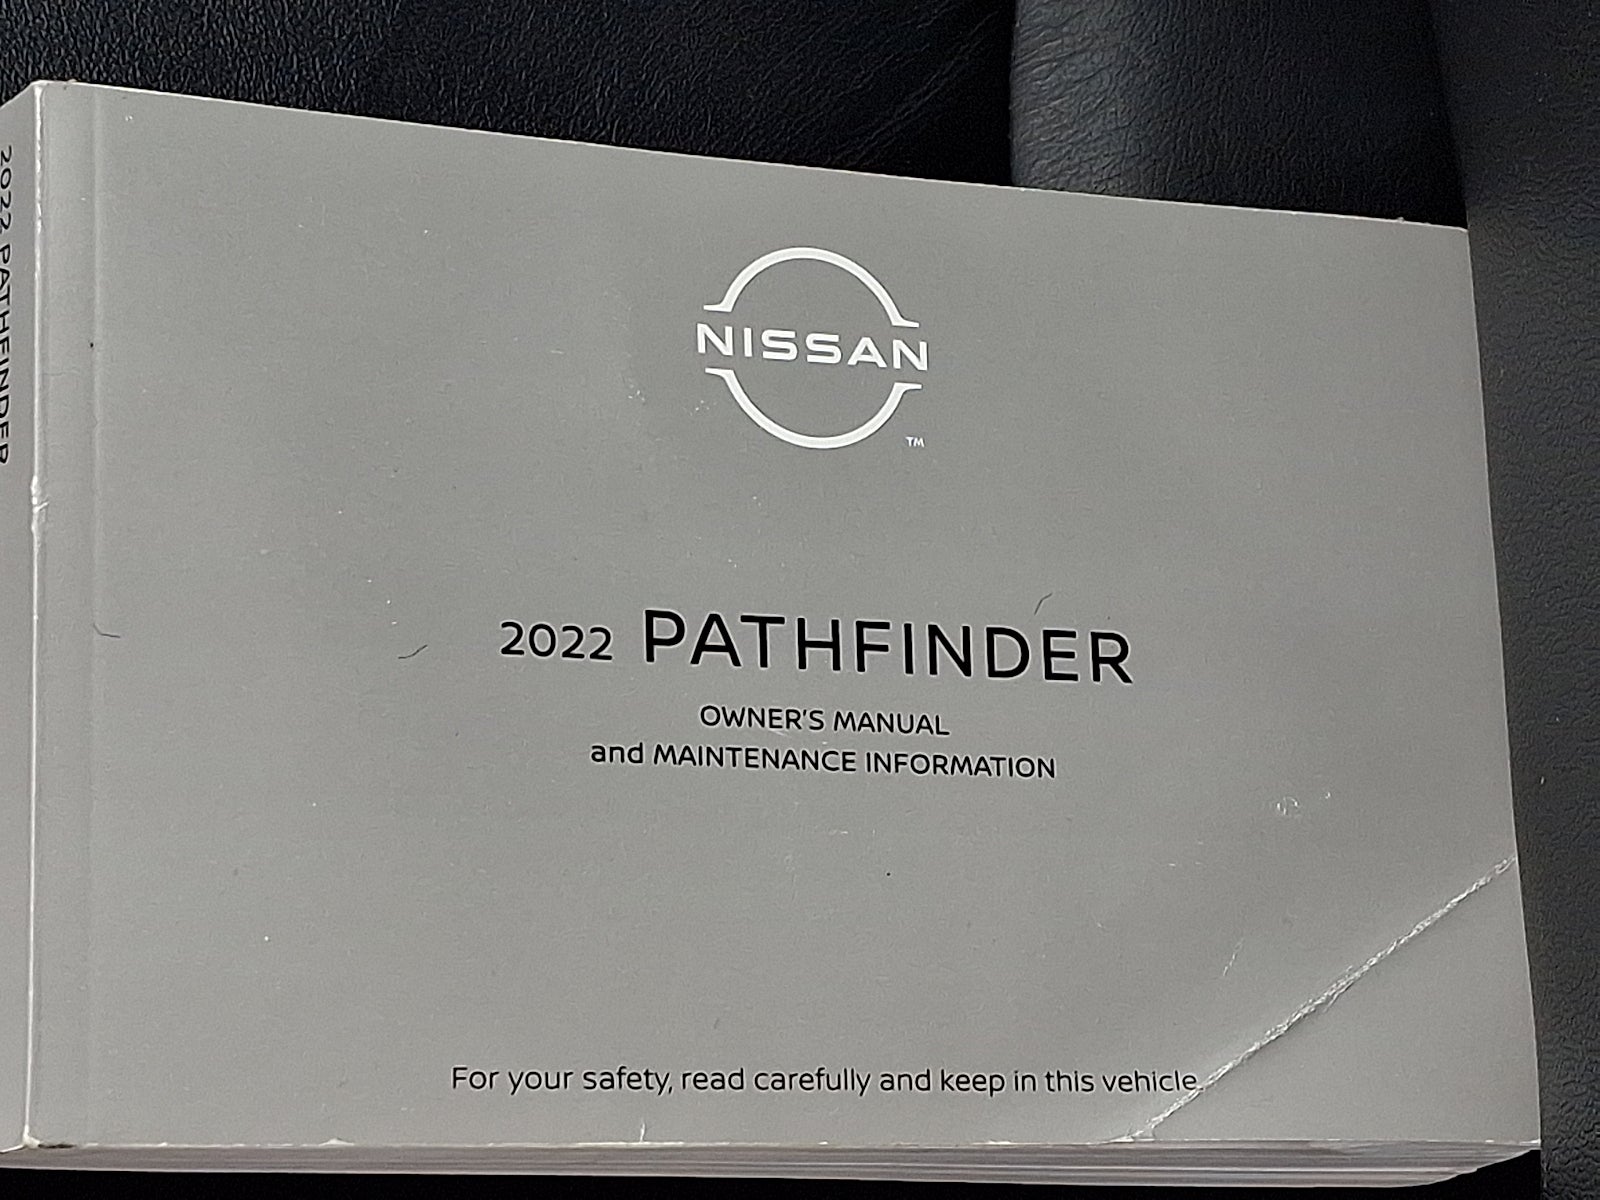 2022 PATHFINDER
NISSAN
TM
2022 PATHFINDER
OWNER'S MANUAL
and MAINTENANCE INFORMATION
For your safety, read carefully and keep in this vehicle.